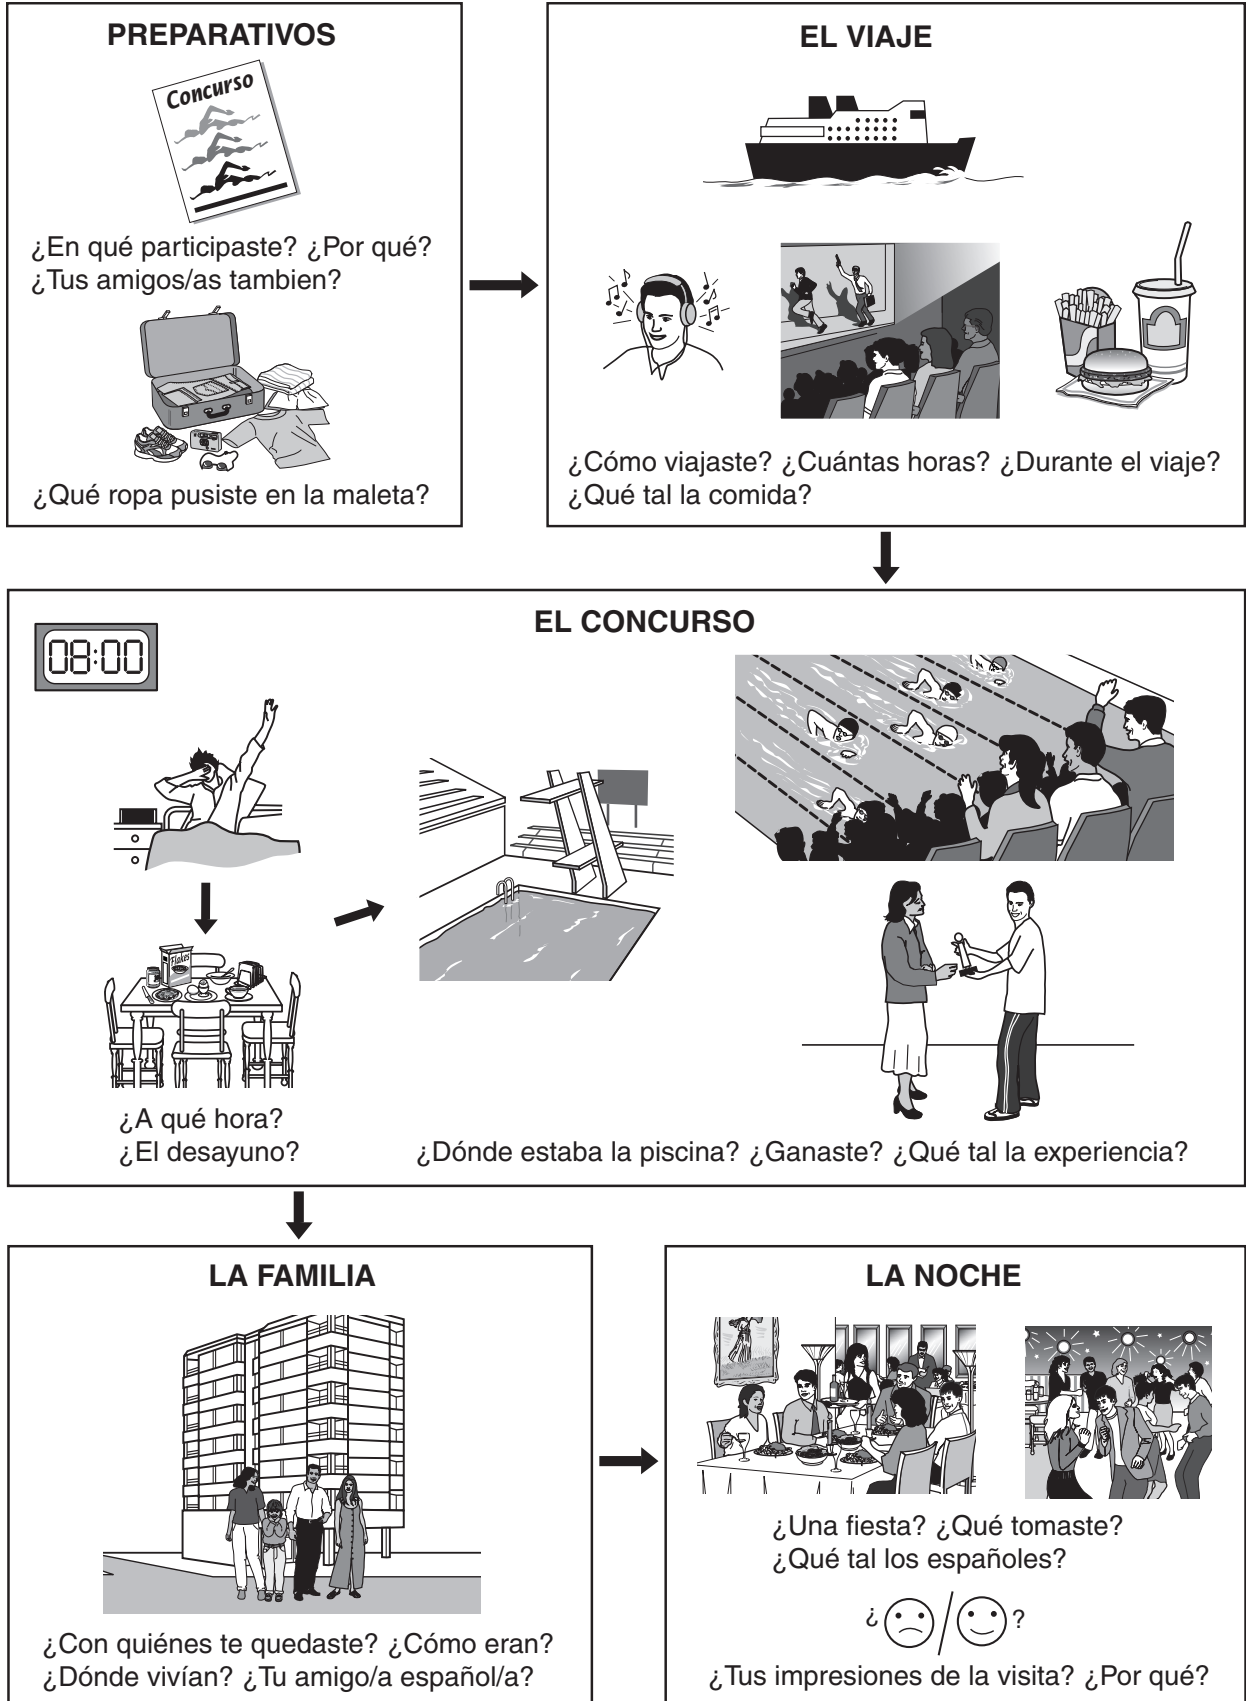 PREPARATIVOS
Concurso
¿En qué participaste? ¿Por qué?
¿Tus amigos/as tambien?
¿Qué ropa pusiste en la maleta?
EL VIAJE
¿Cómo viajaste? ¿Cuántas horas? ¿Durante el viaje?
¿Qué tal la comida?
EL CONCURSO
08:00
Flakes
¿A qué hora?
¿El desayuno?
¿Dónde estaba la piscina? ¿Ganaste? ¿Qué tal la experiencia?
LA FAMILIA
¿Con quiénes te quedaste? ¿Cómo eran?
¿Dónde vivían? ¿Tu amigo/a español/a?
LA NOCHE
¿Una fiesta? ¿Qué tomaste?
¿Qué tal los españoles?
¿ / ?
¿Tus impresiones de la visita? ¿Por qué?